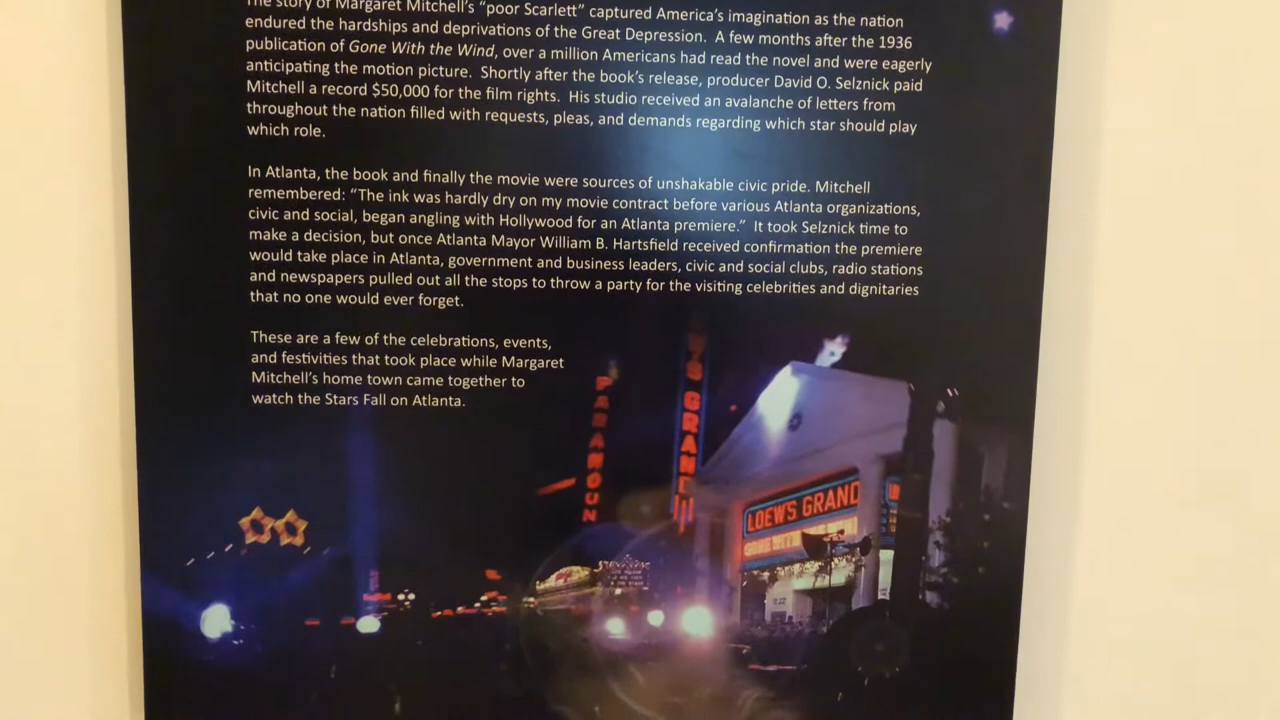 The story of Margaret Mitchell's “poor Scarlett” captured America's imagination as the nation
endured the hardships and deprivations of the Great Depression. A few months after the 1936
publication of Gone With the Wind, over a million Americans had read the novel and were eagerly
anticipating the motion picture. Shortly after the book's release, producer David O. Selznick paid
Mitchell a record $50,000 for the film rights. His studio received an avalanche of letters from
throughout the nation filled with requests, pleas, and demands regarding which star should play
which role.
In Atlanta, the book and finally the movie were sources of unshakable civic pride. Mitchell
remembered: “The ink was hardly dry on my movie contract before various Atlanta organizations,
civic and social, began angling with Hollywood for an Atlanta premiere.” It took Selznick time to
make a decision, but once Atlanta Mayor William B. Hartsfield received confirmation the premiere
would take place in Atlanta, government and business leaders, civic and social clubs, radio stations
and newspapers pulled out all the stops to throw a party for the visiting celebrities and dignitaries
that no one would ever forget.
These are a few of the celebrations, events,
and festivities that took place while Margaret
Mitchell's home town came together to
watch the Stars Fall on Atlanta.
PARAMOUN
W'S GRAND
LOEW'S GRAND
GONE WITH THE WIND